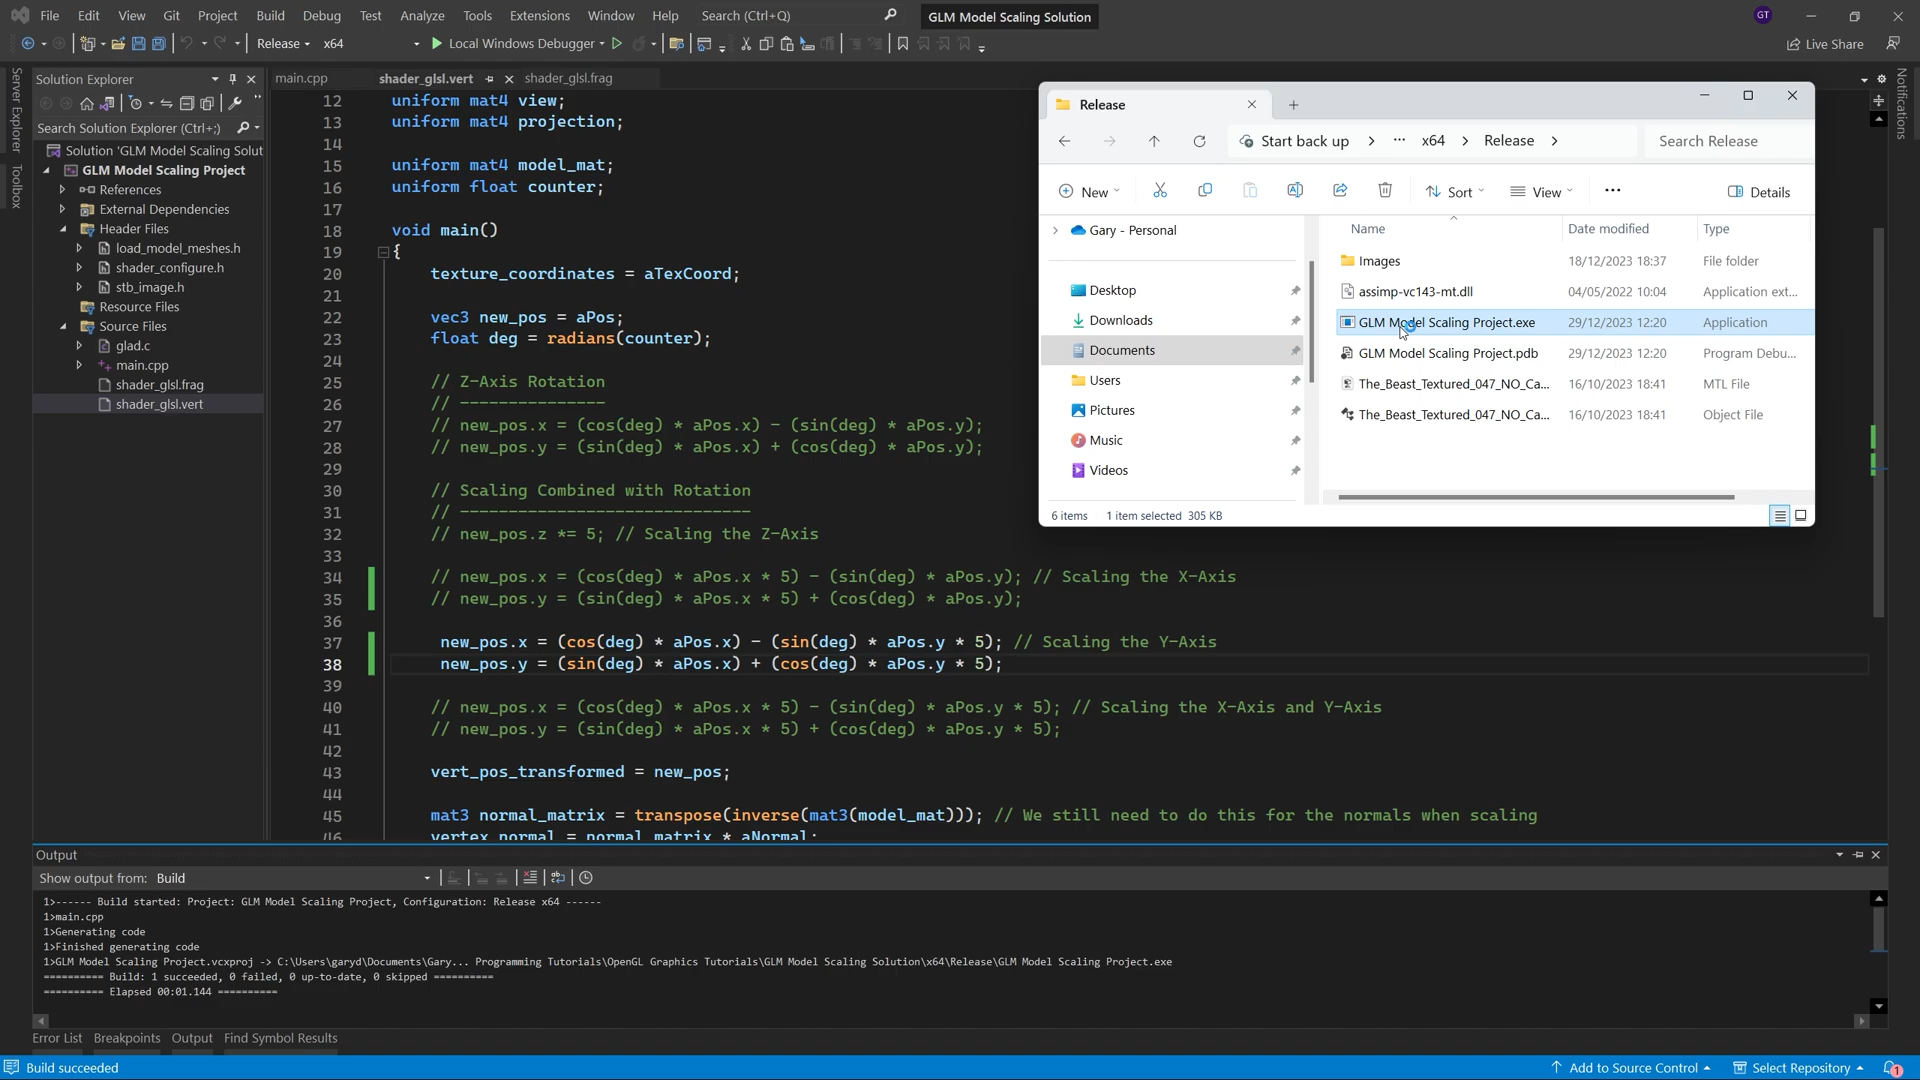 File Edit View Git Project Build Debug Test Analyze Tools Extensions Window Help Search (Ctrl+Q) GLM Model Scaling Solution GT
Release x64 Local Windows Debugger Live Share
Server Explorer
Toolbox
Notifications
Solution Explorer
Search Solution Explorer (Ctrl+;)
Solution 'GLM Model Scaling Solut
GLM Model Scaling Project
References
External Dependencies
Header Files
load_model_meshes.h
shader_configure.h
stb_image.h
Resource Files
Source Files
glad.c
main.cpp
shader_glsl.frag
shader_glsl.vert
main.cpp shader_glsl.vert shader_glsl.frag
12 uniform mat4 view;
13 uniform mat4 projection;
14
15 uniform mat4 model_mat;
16 uniform float counter;
17
18 void main()
19 {
20 texture_coordinates = aTexCoord;
21
22 vec3 new_pos = aPos;
23 float deg = radians(counter);
24
25 // Z-Axis Rotation
26 // ---------------
27 // new_pos.x = (cos(deg) * aPos.x) - (sin(deg) * aPos.y);
28 // new_pos.y = (sin(deg) * aPos.x) + (cos(deg) * aPos.y);
29
30 // Scaling Combined with Rotation
31 // ------------------------------
32 // new_pos.z *= 5; // Scaling the Z-Axis
33
34 // new_pos.x = (cos(deg) * aPos.x * 5) - (sin(deg) * aPos.y); // Scaling the X-Axis
35 // new_pos.y = (sin(deg) * aPos.x * 5) + (cos(deg) * aPos.y);
36
37 new_pos.x = (cos(deg) * aPos.x) - (sin(deg) * aPos.y * 5); // Scaling the Y-Axis
38 new_pos.y = (sin(deg) * aPos.x) + (cos(deg) * aPos.y * 5);
39
40 // new_pos.x = (cos(deg) * aPos.x * 5) - (sin(deg) * aPos.y * 5); // Scaling the X-Axis and Y-Axis
41 // new_pos.y = (sin(deg) * aPos.x * 5) + (cos(deg) * aPos.y * 5);
42
43 vert_pos_transformed = new_pos;
44
45 mat3 normal_matrix = transpose(inverse(mat3(model_mat))); // We still need to do this for the normals when scaling
46 vertex_normal = normal_matrix * aNormal;
Release
Start back up > ... x64 > Release > Search Release
New Sort View ... Details
Gary - Personal
Desktop
Downloads
Documents
Users
Pictures
Music
Videos
Name Date modified Type
Images 18/12/2023 18:37 File folder
assimp-vc143-mt.dll 04/05/2022 10:04 Application ext...
GLM Model Scaling Project.exe 29/12/2023 12:20 Application
GLM Model Scaling Project.pdb 29/12/2023 12:20 Program Debu...
The_Beast_Textured_047_NO_Ca... 16/10/2023 18:41 MTL File
The_Beast_Textured_047_NO_Ca... 16/10/2023 18:41 Object File
6 items 1 item selected 305 KB
Output
Show output from: Build
1>------ Build started: Project: GLM Model Scaling Project, Configuration: Release x64 ------
1>main.cpp
1>Generating code
1>Finished generating code
1>GLM Model Scaling Project.vcxproj -> C:\Users\garyd\Documents\Gary... Programming Tutorials\OpenGL Graphics Tutorials\GLM Model Scaling Solution\x64\Release\GLM Model Scaling Project.exe
========== Build: 1 succeeded, 0 failed, 0 up-to-date, 0 skipped ==========
========== Elapsed 00:01.144 ==========
Error List Breakpoints Output Find Symbol Results
Build succeeded Add to Source Control Select Repository 1